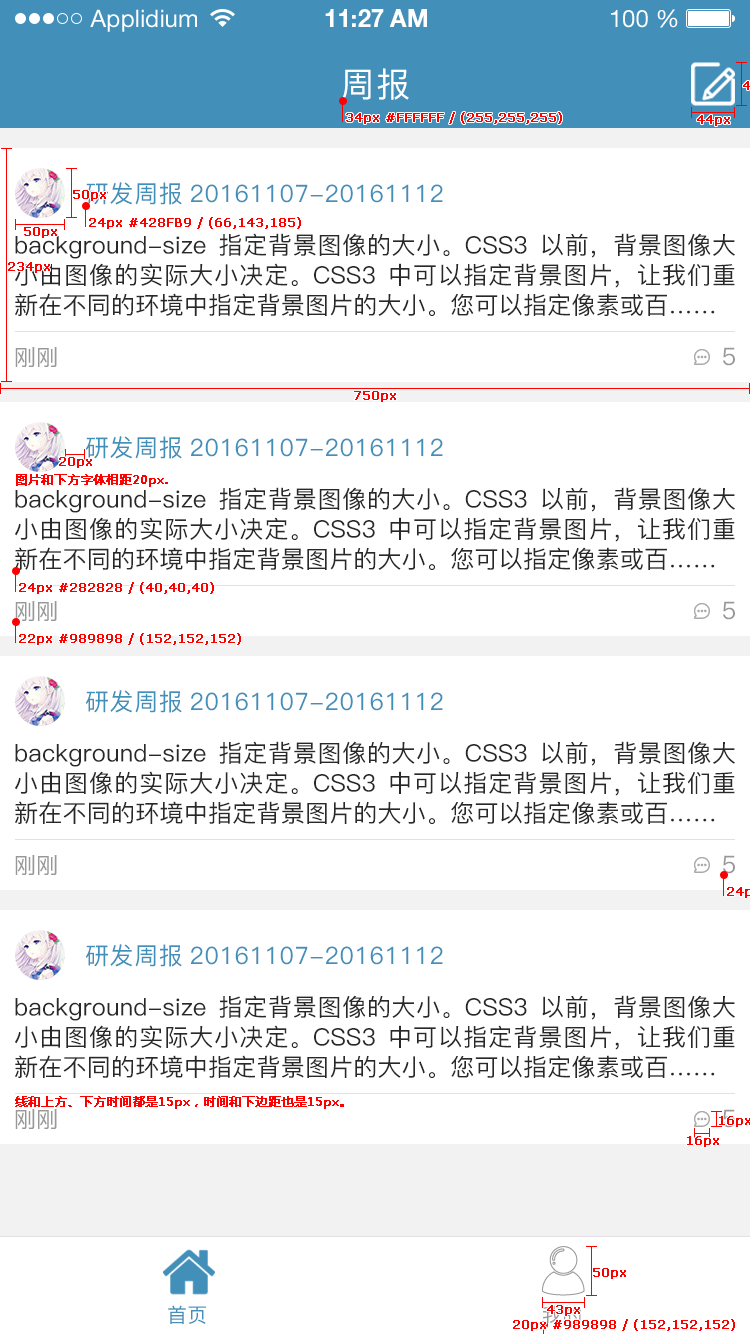 Applidium 11:27 AM 100 %
周报
34px #FFFFFF / (255,255,255)
44px
研发周报 20161107-20161112
50px
24px #428FB9 / (66,143,185)
50px
234px
background-size 指定背景图像的大小。CSS3 以前，背景图像大
小由图像的实际大小决定。CSS3 中可以指定背景图片，让我们重
新在不同的环境中指定背景图片的大小。您可以指定像素或百……
刚刚 5
750px
研发周报 20161107-20161112
20px
图片和下方字体相距20px。
background-size 指定背景图像的大小。CSS3 以前，背景图像大
小由图像的实际大小决定。CSS3 中可以指定背景图片，让我们重
新在不同的环境中指定背景图片的大小。您可以指定像素或百……
24px #282828 / (40,40,40)
刚刚 5
22px #989898 / (152,152,152)
研发周报 20161107-20161112
background-size 指定背景图像的大小。CSS3 以前，背景图像大
小由图像的实际大小决定。CSS3 中可以指定背景图片，让我们重
新在不同的环境中指定背景图片的大小。您可以指定像素或百……
刚刚 5
研发周报 20161107-20161112
background-size 指定背景图像的大小。CSS3 以前，背景图像大
小由图像的实际大小决定。CSS3 中可以指定背景图片，让我们重
新在不同的环境中指定背景图片的大小。您可以指定像素或百……
线和上方、下方时间都是15px，时间和下边距也是15px。
刚刚 5
16px
16px
50px
43px
首页
20px #989898 / (152,152,152)